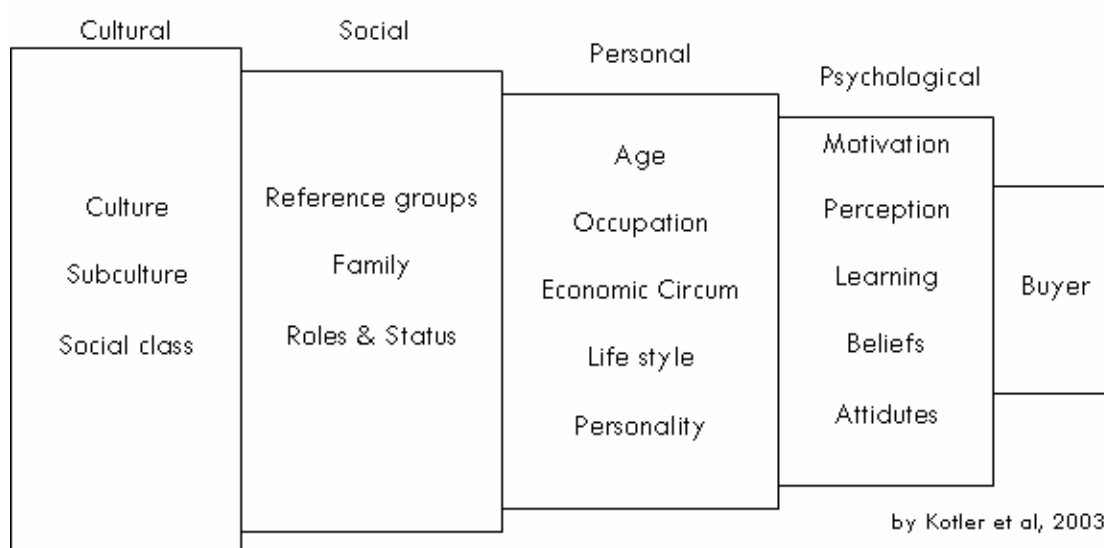 Cultural
Culture
Subculture
Social class
Social
Reference groups
Family
Roles & Status
Personal
Age
Occupation
Economic Circum
Life style
Personality
Psychological
Motivation
Perception
Learning
Beliefs
Attidutes
Buyer
by Kotler et al, 2003